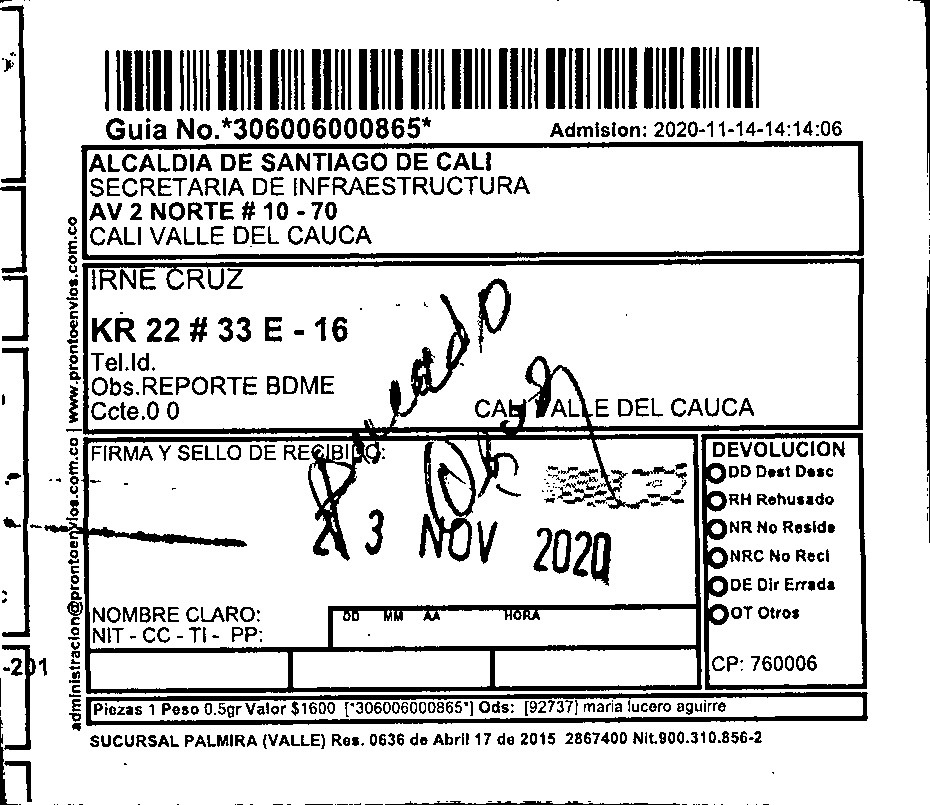 Guia No.*306006000865*
Admision: 2020-11-14-14:14:06
ALCALDIA DE SANTIAGO DE CALI
SECRETARIA DE INFRAESTRUCTURA
AV 2 NORTE # 10 - 70
CALI VALLE DEL CAUCA
IRNE CRUZ
KR 22 # 33 E - 16
Tel.Id.
Obs.REPORTE BDME
Ccte.0 0
CALI VALLE DEL CAUCA
administracion@prontoenvios.com.co | www.prontoenvios.com.co
FIRMA Y SELLO DE RECIBIDO:
23 NOV 2020
NOMBRE CLARO:
NIT - CC - TI - PP:
DD MM AA HORA
DEVOLUCION
DD Dest Desc
RH Rehusado
NR No Reside
NRC No Recl
DE Dir Errada
OT Otros
CP: 760006
-201
Piezas 1 Peso 0.5gr Valor $1600 [*306006000865*] Ods: [92737] maria lucero aguirre
SUCURSAL PALMIRA (VALLE) Res. 0636 de Abril 17 de 2015 2867400 Nit.900.310.856-2